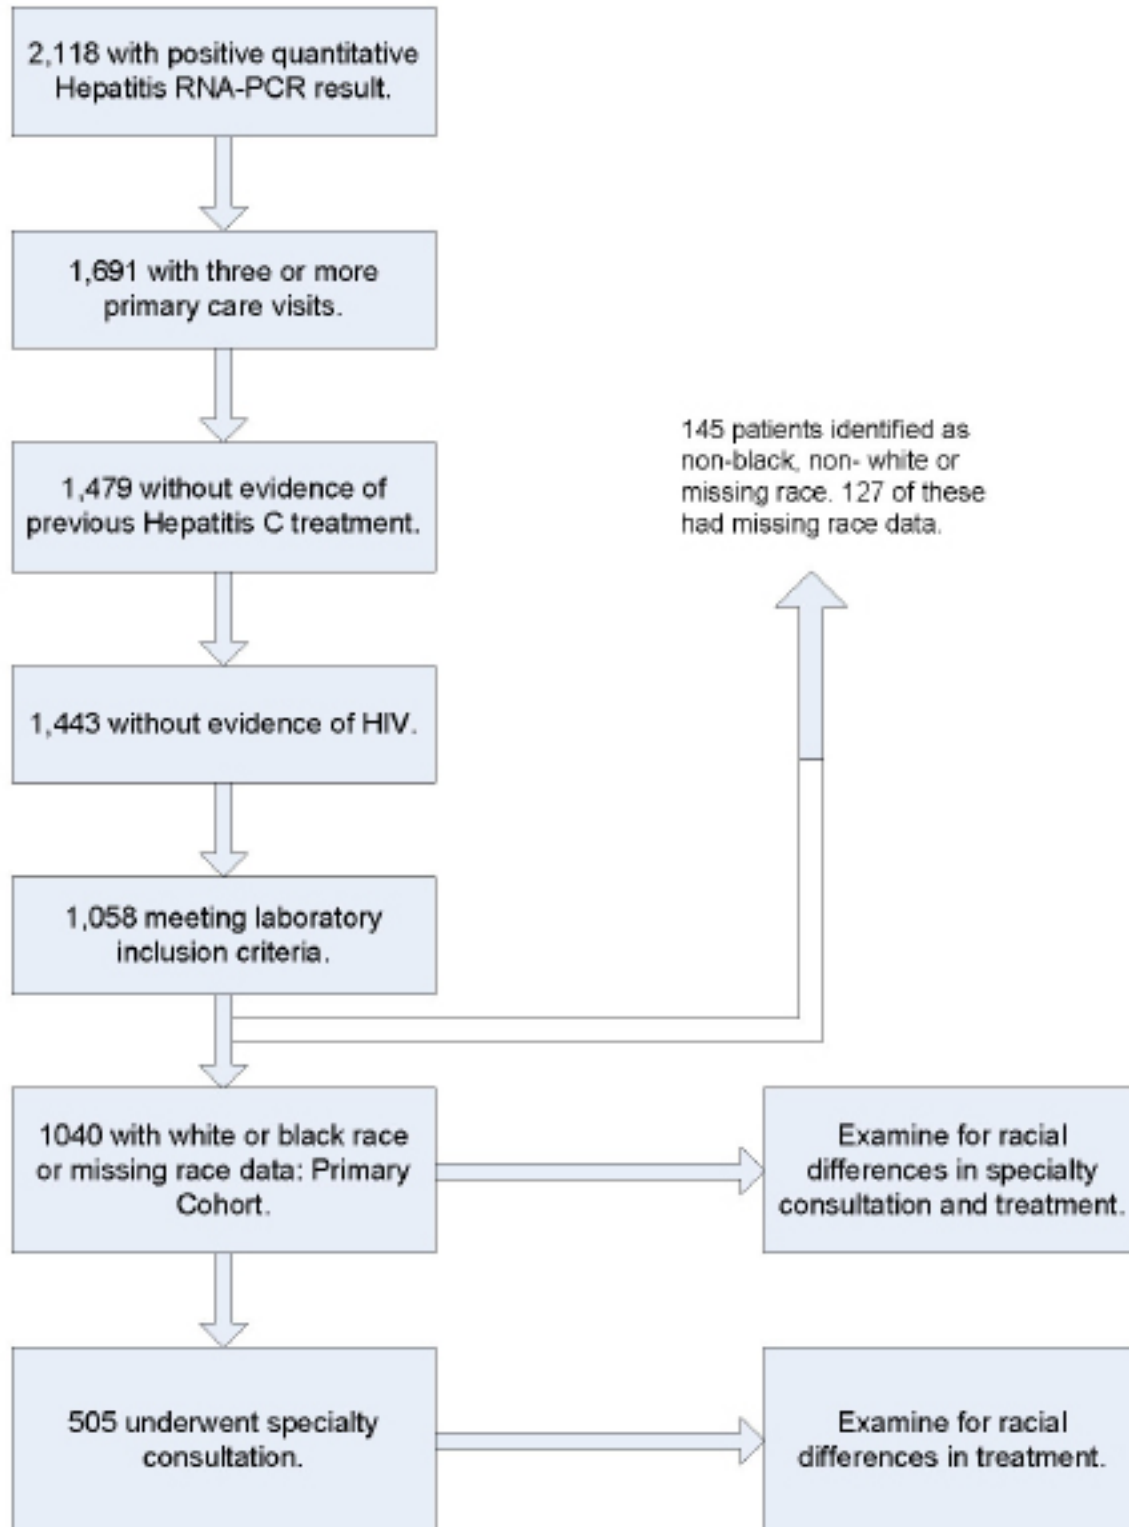 2,118 with positive quantitative
Hepatitis RNA-PCR result.
1,691 with three or more
primary care visits.
1,479 without evidence of
previous Hepatitis C treatment.
145 patients identified as
non-black, non- white or
missing race. 127 of these
had missing race data.
1,443 without evidence of HIV.
1,058 meeting laboratory
inclusion criteria.
1040 with white or black race
or missing race data: Primary
Cohort.
Examine for racial
differences in specialty
consultation and treatment.
505 underwent specialty
consultation.
Examine for racial
differences in treatment.